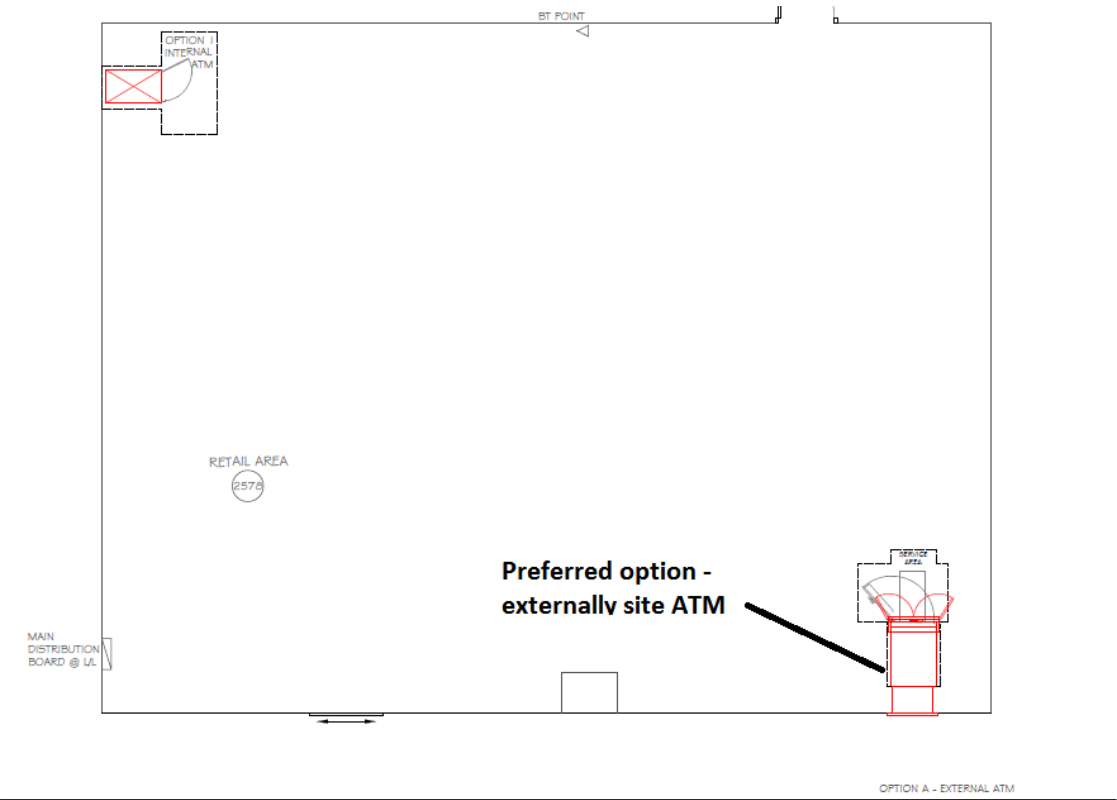 BT POINT
OPTION 1
INTERNAL
ATM
RETAIL AREA
2578
SERVICE
AREA
Preferred option -
externally site ATM
MAIN
DISTRIBUTION
BOARD @ L/L
OPTION A - EXTERNAL ATM